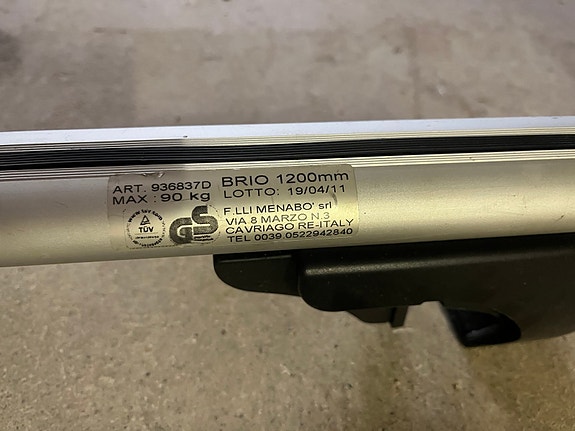 ART. 936837D BRIO 1200mm
MAX : 90 kg LOTTO: 19/04/11
TÜV
GS
F.LLI MENABO' srl
VIA 8 MARZO N.3
CAVRIAGO RE-ITALY
TEL 0039.0522942840